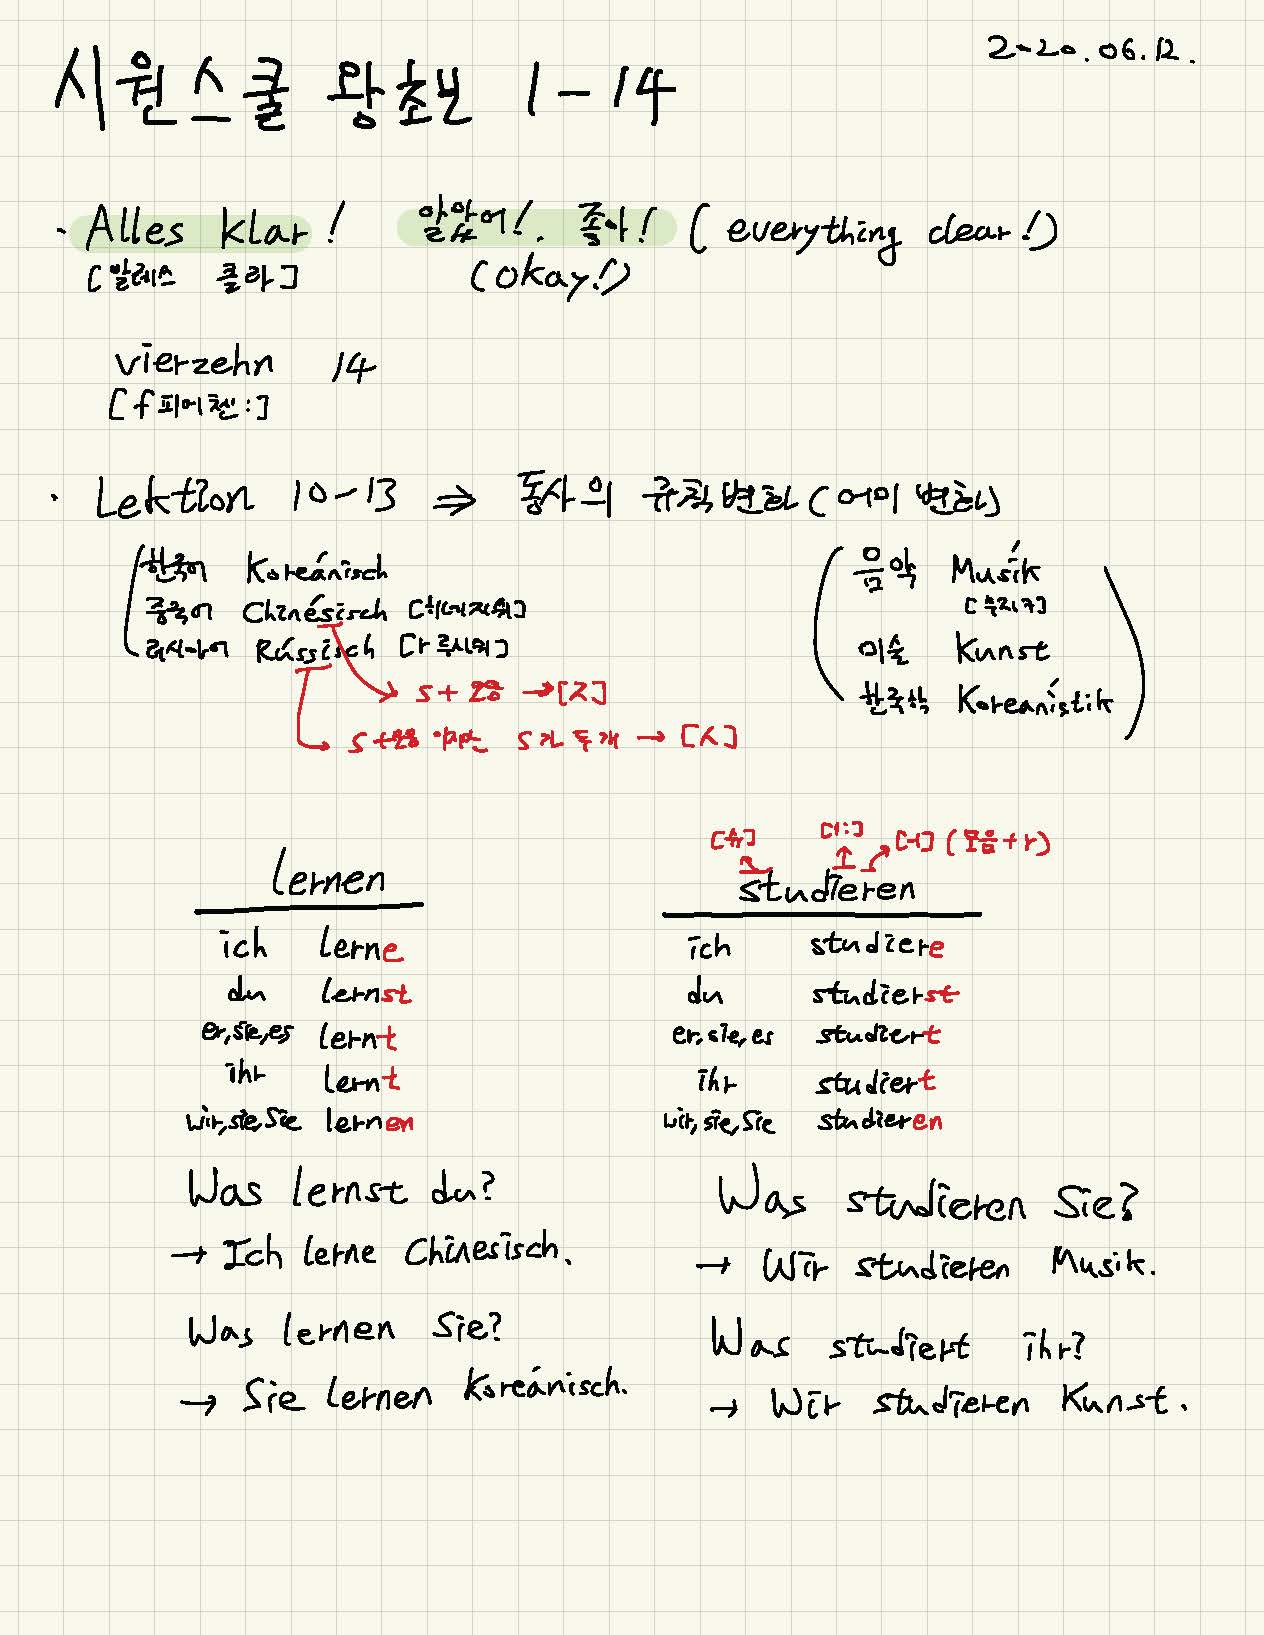 2020.06.12.
시원스쿨 왕초보 1-14
· Alles klar! 알았어!. 좋아! (everything clear!)
[알레스 클라] (okay!)
vierzehn 14
[f피어첸:]
· Lektion 10-13 ⇒ 동사의 규칙변화 (어미 변화)
한국어 Koreánisch
중국어 Chinésisch [히네지쉬]
러시아어 Rússisch [r루시쉬]
s+모음 → [ㅈ]
s+모음 이지만 s가 두개 → [ㅅ]
음악 Musík
[무지크]
미술 Kunst
한국학 Koreanístik
lernen
ich lerne
du lernst
er, sie, es lernt
ihr lernt
wir, sie, Sie lernen
Was lernst du?
→ Ich lerne Chinesisch.
Was lernen Sie?
→ Sie lernen Koreánisch.
[슈] [ㅣ:] [ㅓ] (모음+r)
studieren
ich studiere
du studierst
er, sie, es studiert
ihr studiert
wir, sie, Sie studieren
Was studieren Sie?
→ Wir studieren Musik.
Was studiert ihr?
→ Wir studieren Kunst.